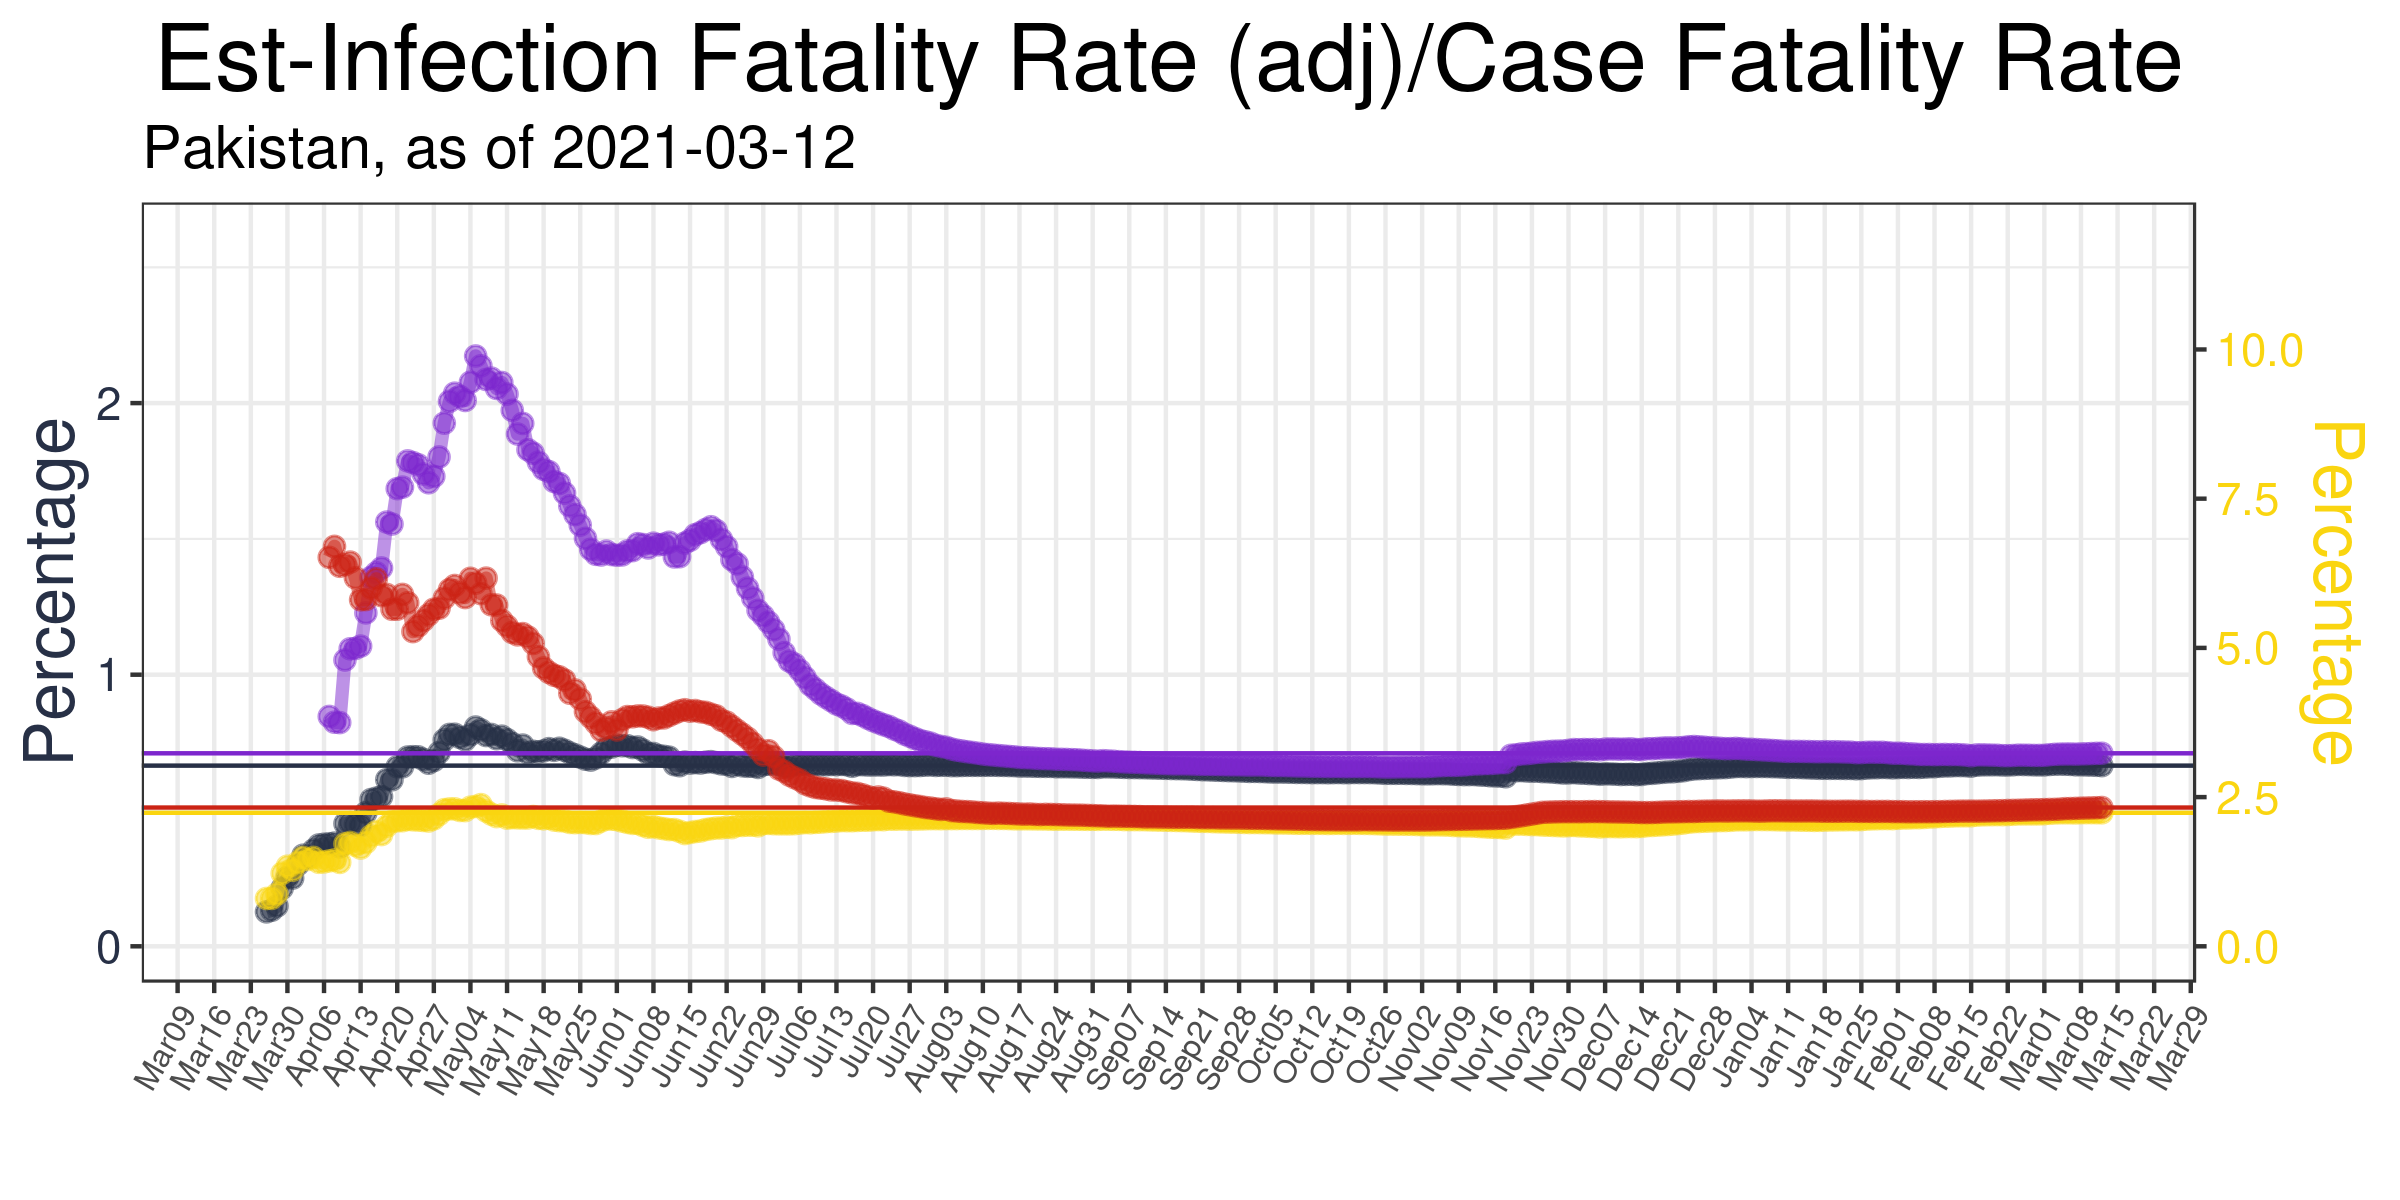 Est-Infection Fatality Rate (adj)/Case Fatality Rate
Pakistan, as of 2021-03-12
Percentage
2
1
0
10.0
7.5
5.0
2.5
0.0
Percentage
Mar09
Mar16
Mar23
Mar30
Apr06
Apr13
Apr20
Apr27
May04
May11
May18
May25
Jun01
Jun08
Jun15
Jun22
Jun29
Jul06
Jul13
Jul20
Jul27
Aug03
Aug10
Aug17
Aug24
Aug31
Sep07
Sep14
Sep21
Sep28
Oct05
Oct12
Oct19
Oct26
Nov02
Nov09
Nov16
Nov23
Nov30
Dec07
Dec14
Dec21
Dec28
Dec04
Jan11
Jan18
Jan25
Feb01
Feb08
Feb15
Feb22
Mar01
Mar08
Mar15
Mar22
Mar29